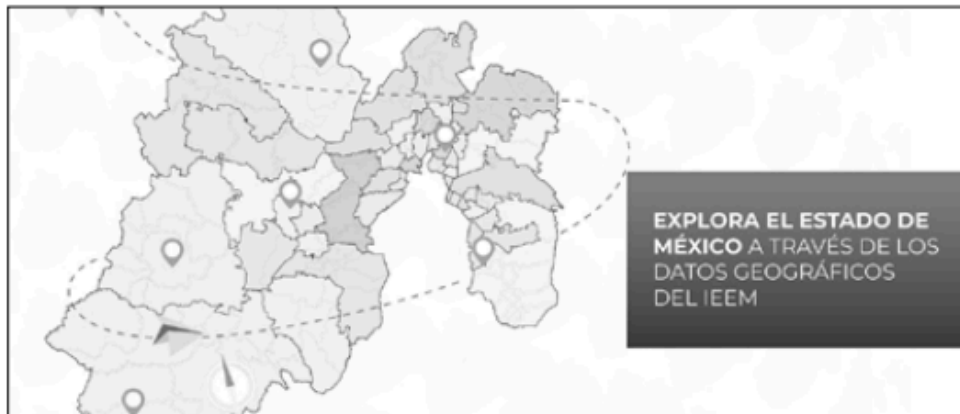 EXPLORA EL ESTADO DE
MÉXICO A TRAVÉS DE LOS
DATOS GEOGRÁFICOS
DEL IEEM